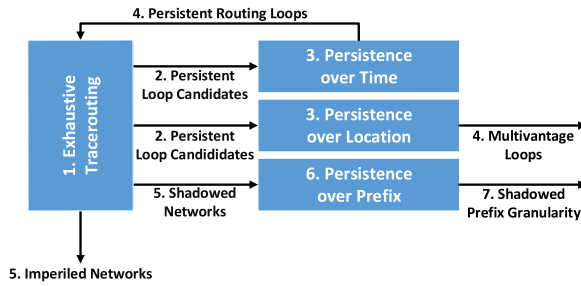 4. Persistent Routing Loops
1. Exhaustive
Tracerouting
2. Persistent
Loop Candidates
3. Persistence
over Time
2. Persistent
Loop Candididates
3. Persistence
over Location
4. Multivantage
Loops
5. Shadowed
Networks
6. Persistence
over Prefix
7. Shadowed
Prefix Granularity
5. Imperiled Networks